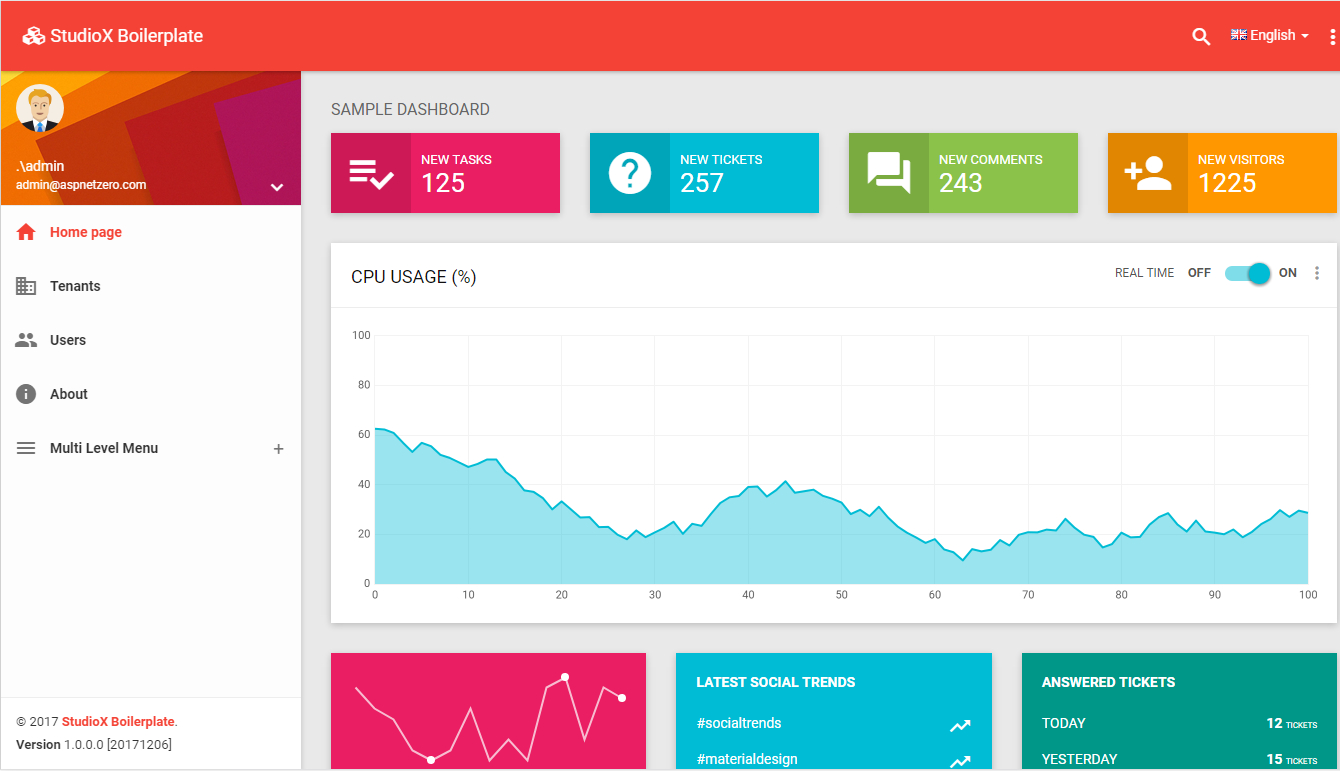 StudioX Boilerplate
English
.\admin
admin@aspnetzero.com
Home page
Tenants
Users
About
Multi Level Menu
+
© 2017 StudioX Boilerplate.
Version 1.0.0.0 [20171206]
SAMPLE DASHBOARD
NEW TASKS
125
NEW TICKETS
257
NEW COMMENTS
243
NEW VISITORS
1225
CPU USAGE (%)
REAL TIME OFF ON
100
80
60
40
20
0
0 10 20 30 40 50 60 70 80 90 100
LATEST SOCIAL TRENDS
#socialtrends
#materialdesign
ANSWERED TICKETS
TODAY 12 TICKETS
YESTERDAY 15 TICKETS